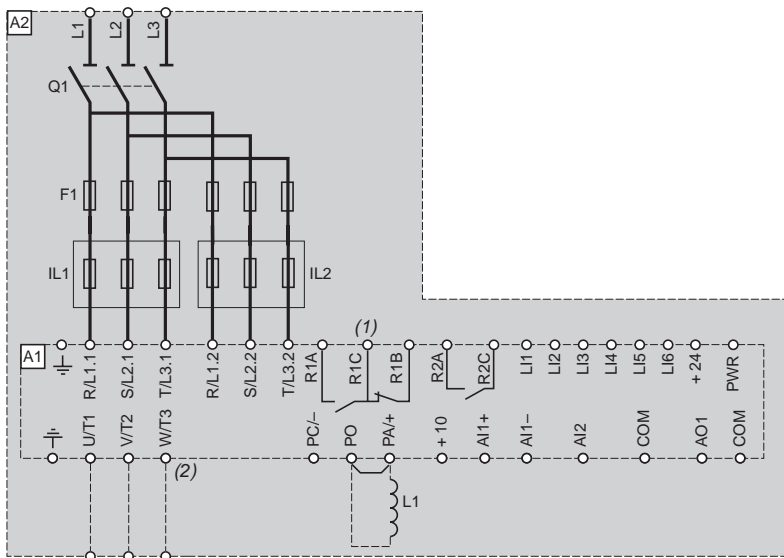 A2
L1
L2
L3
Q1
F1
IL1
IL2
A1
(1)
R/L1.1
S/L2.1
T/L3.1
R/L1.2
S/L2.2
T/L3.2
R1A
R1C
R1B
R2A
R2C
LI1
LI2
LI3
LI4
LI5
LI6
+ 24
PWR
U/T1
V/T2
W/T3
PC/–
PO
PA/+
+ 10
AI1+
AI1–
AI2
COM
AO1
COM
(2)
L1